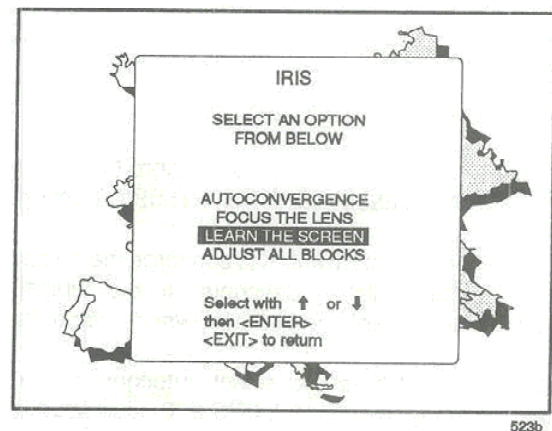 IRIS
SELECT AN OPTION
FROM BELOW
AUTOCONVERGENCE
FOCUS THE LENS
LEARN THE SCREEN
ADJUST ALL BLOCKS
Select with ↑ or ↓
then <ENTER>
<EXIT> to return
523b